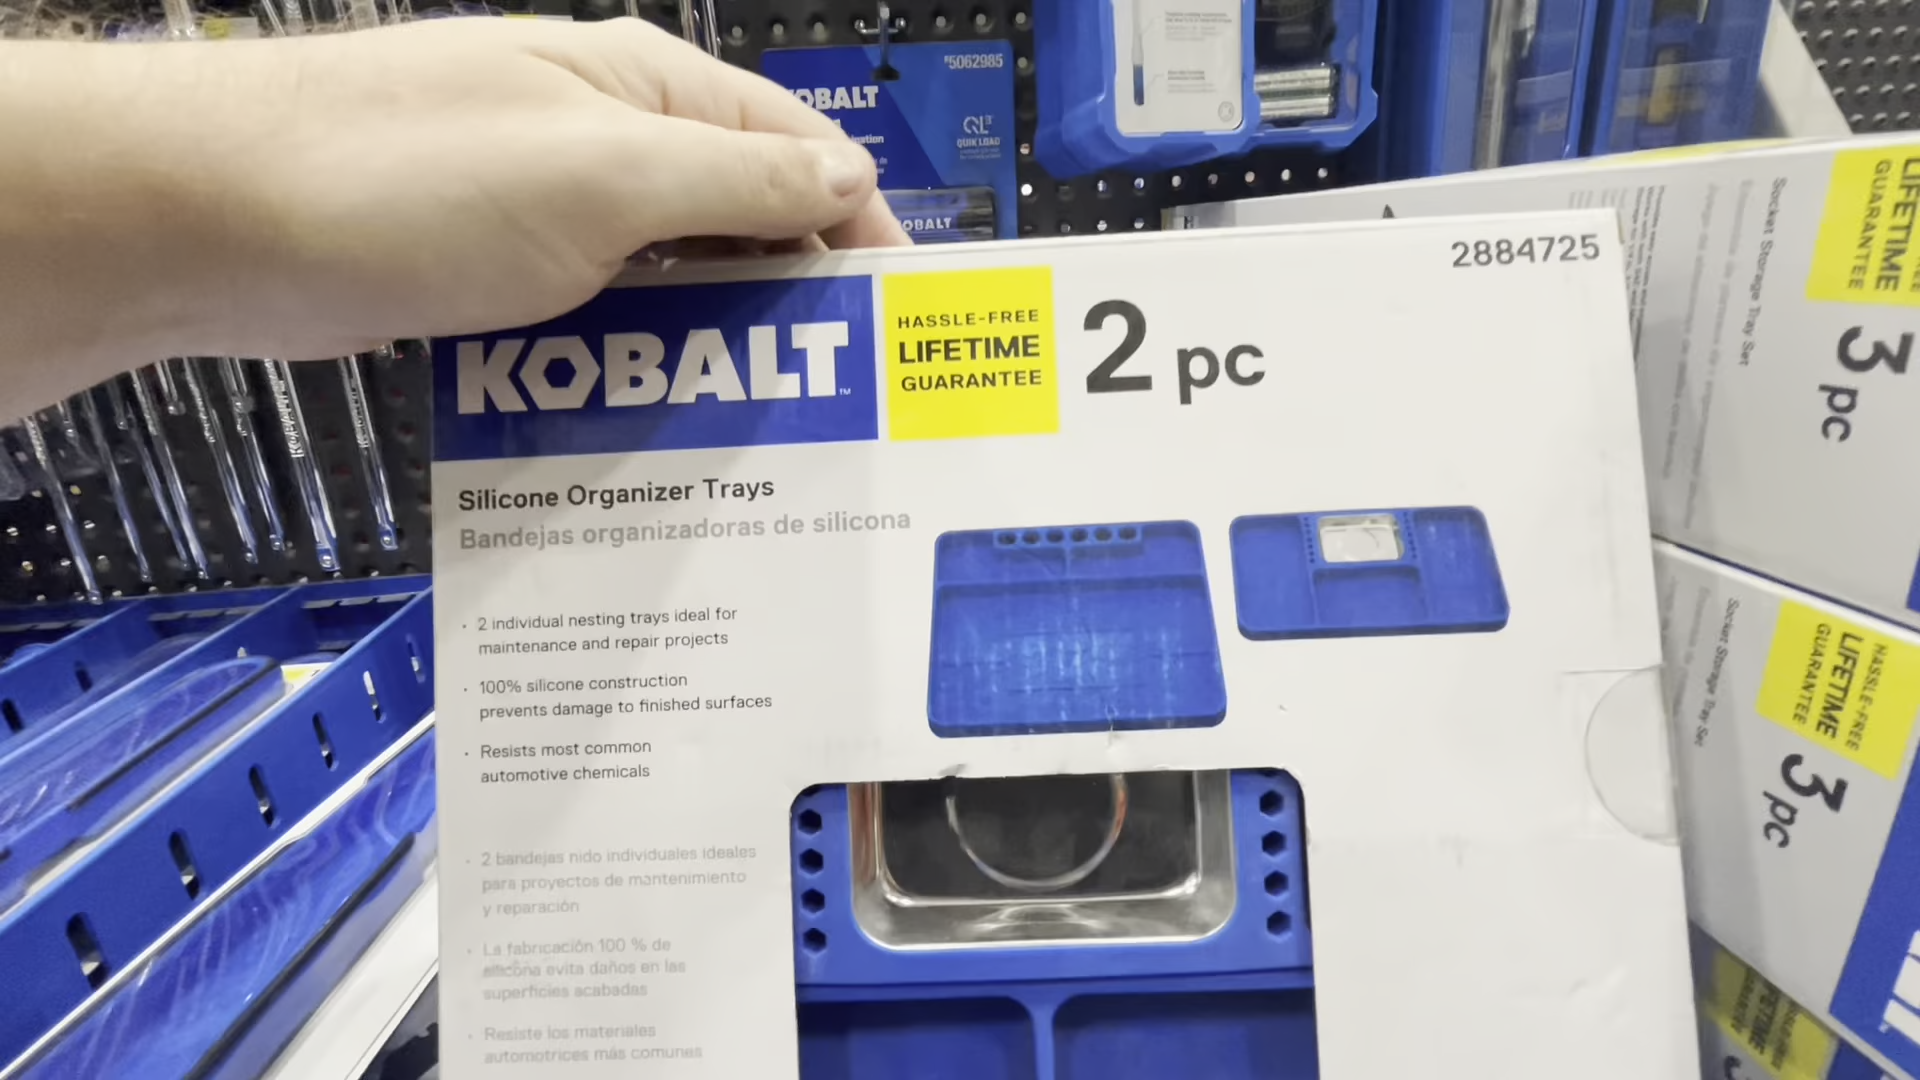 #5062985
KOBALT
QL
QUIK LOAD
KOBALT
2884725
KOBALT™
HASSLE-FREE
LIFETIME
GUARANTEE
2 pc
Silicone Organizer Trays
Bandejas organizadoras de silicona
• 2 individual nesting trays ideal for
maintenance and repair projects
• 100% silicone construction
prevents damage to finished surfaces
• Resists most common
automotive chemicals
• 2 bandejas nido individuales ideales
para proyectos de mantenimiento
y reparación
• La fabricación 100 % de
silicona evita daños en las
superficies acabadas
• Resiste los materiales
automotrices más comunes
LIFETIME
GUARANTEE
3 pc
Socket Storage Tray Set
HASSLE-FREE
LIFETIME
GUARANTEE
3 pc
Socket Storage Tray Set